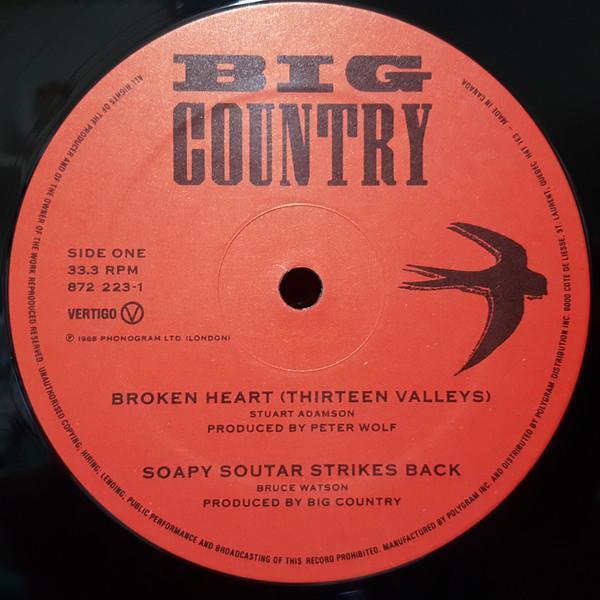 BIG
COUNTRY
SIDE ONE
33.3 RPM
872 223-1
VERTIGO V
℗ 1988 PHONOGRAM LTD. (LONDON)
BROKEN HEART (THIRTEEN VALLEYS)
STUART ADAMSON
PRODUCED BY PETER WOLF
SOAPY SOUTAR STRIKES BACK
BRUCE WATSON
PRODUCED BY BIG COUNTRY
ALL RIGHTS OF THE PRODUCER AND OF THE OWNER OF THE WORK REPRODUCED RESERVED. UNAUTHORISED COPYING, HIRING, LENDING, PUBLIC PERFORMANCE AND BROADCASTING OF THIS RECORD PROHIBITED. MANUFACTURED BY POLYGRAM INC. AND DISTRIBUTED BY POLYGRAM DISTRIBUTION INC. 6000 COTE DE LIESSE, ST. LAURENT, QUEBEC H4T 1E3 – MADE IN CANADA